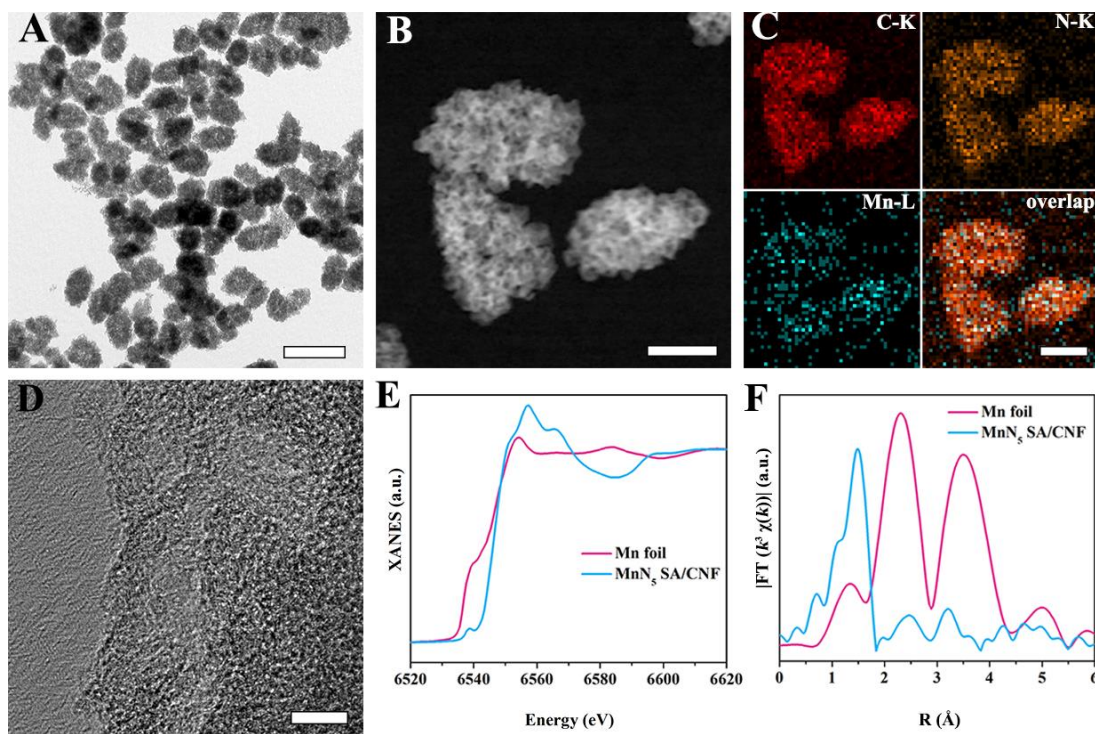 A
B
C
C-K
N-K
Mn-L
overlap
D
E
XANES (a.u.)
Mn foil
MnN₅ SA/CNF
6520 6540 6560 6580 6600 6620
Energy (eV)
F
|FT (k³ χ(k))| (a.u.)
Mn foil
MnN₅ SA/CNF
0 1 2 3 4 5 6
R (Å)